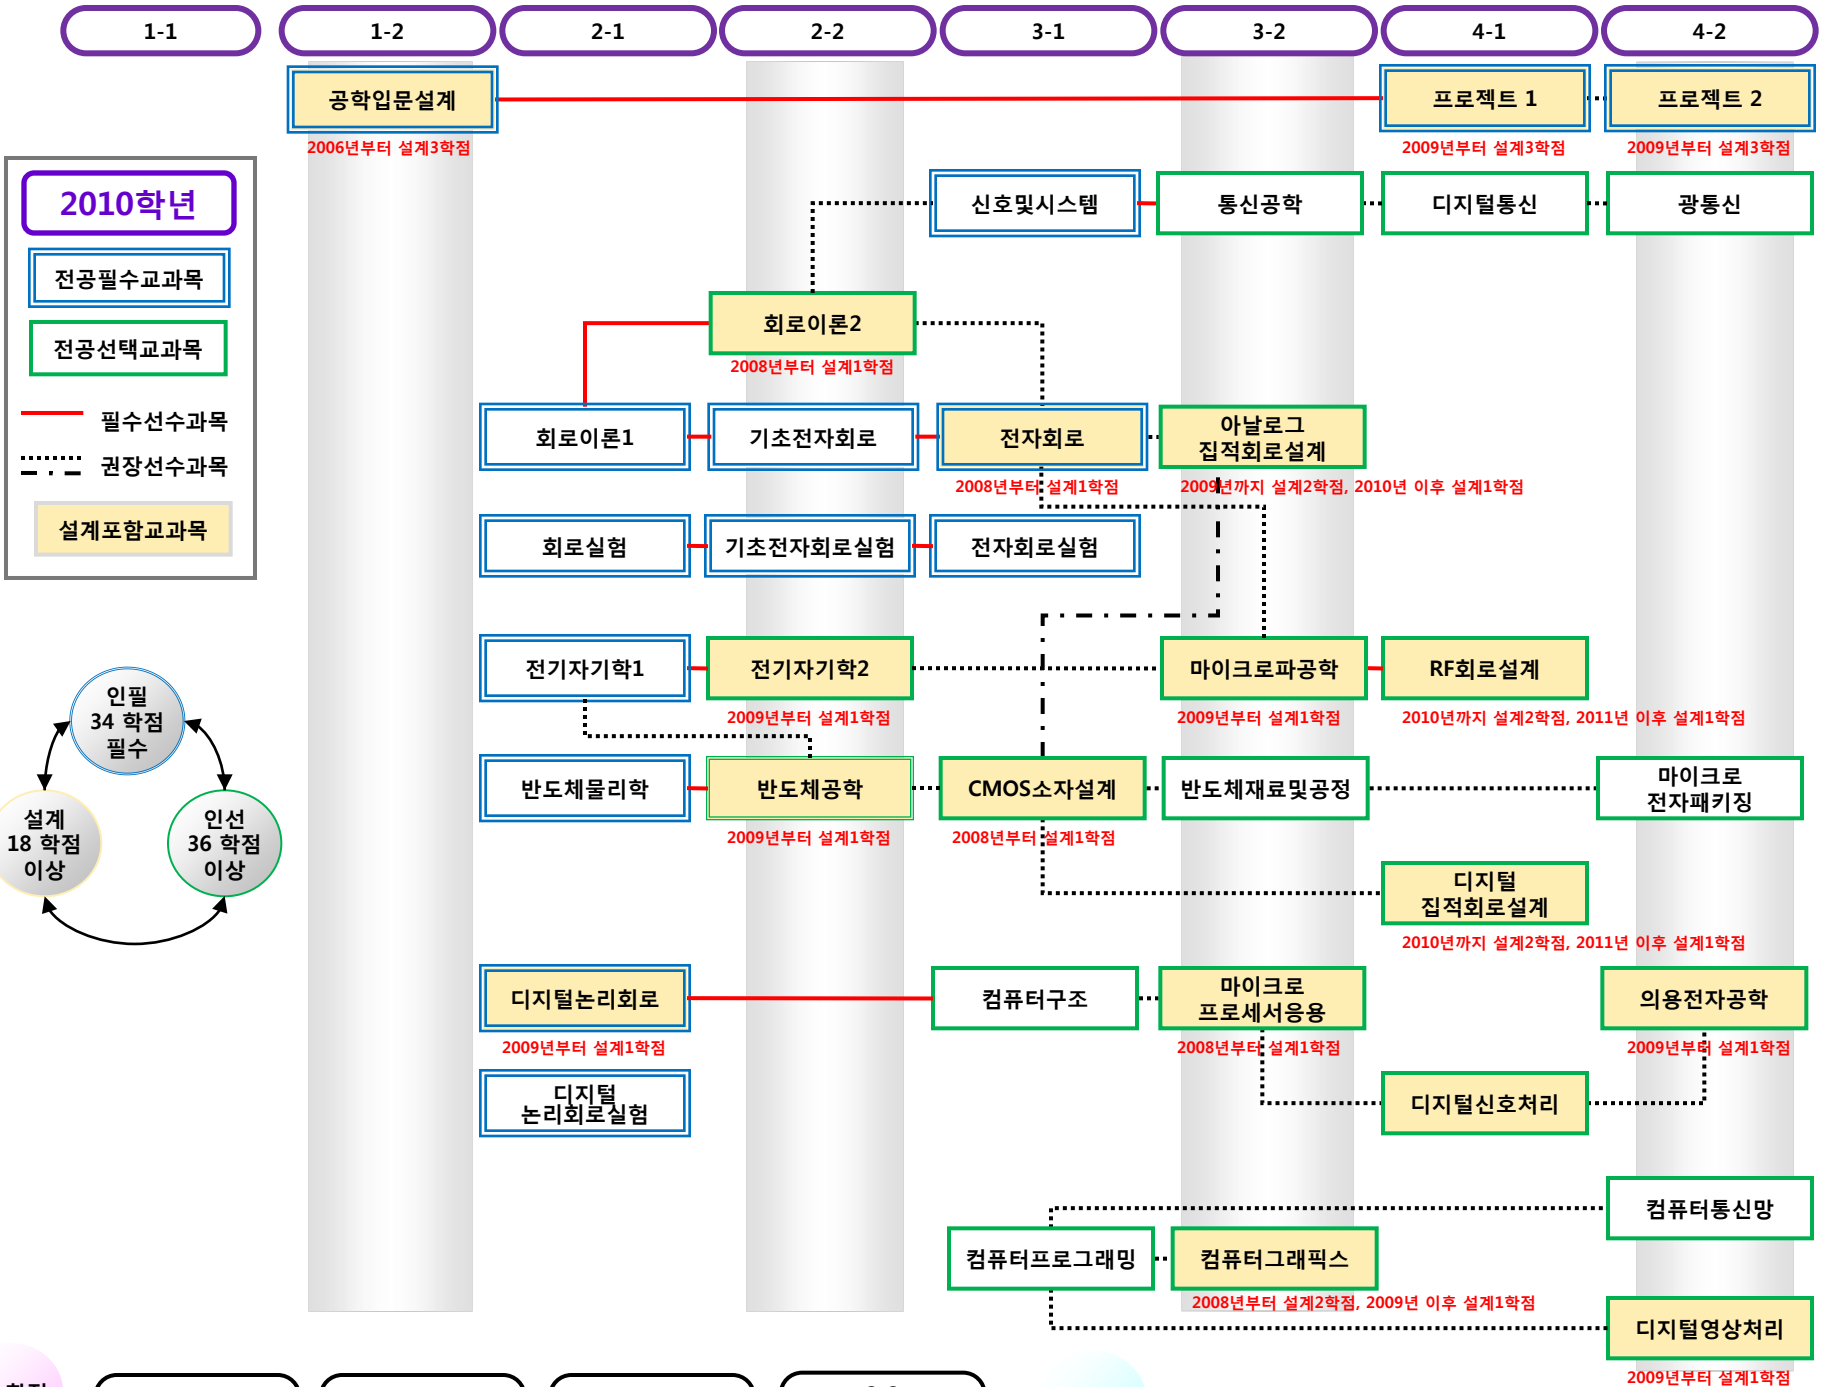 1-1
1-2
2-1
2-2
3-1
3-2
4-1
4-2
공학입문설계
프로젝트 1
프로젝트 2
2006년부터 설계3학점
2009년부터 설계3학점
2009년부터 설계3학점
2010학년
전공필수교과목
전공선택교과목
필수선수과목
권장선수과목
설계포함교과목
신호및시스템
통신공학
디지털통신
광통신
회로이론2
2008년부터 설계1학점
회로이론1
기초전자회로
전자회로
아날로그
집적회로설계
2008년부터 설계1학점
2009년까지 설계2학점, 2010년 이후 설계1학점
회로실험
기초전자회로실험
전자회로실험
전기자기학1
전기자기학2
마이크로파공학
RF회로설계
2009년부터 설계1학점
2009년부터 설계1학점
2010년까지 설계2학점, 2011년 이후 설계1학점
인필
34 학점
필수
설계
18 학점
이상
인선
36 학점
이상
반도체물리학
반도체공학
CMOS소자설계
반도체재료및공정
마이크로
전자패키징
2009년부터 설계1학점
2008년부터 설계1학점
디지털
집적회로설계
2010년까지 설계2학점, 2011년 이후 설계1학점
디지털논리회로
컴퓨터구조
마이크로
프로세서응용
의용전자공학
2009년부터 설계1학점
2008년부터 설계1학점
2009년부터 설계1학점
디지털
논리회로실험
디지털신호처리
컴퓨터통신망
컴퓨터프로그래밍
컴퓨터그래픽스
2008년부터 설계2학점, 2009년 이후 설계1학점
디지털영상처리
2009년부터 설계1학점